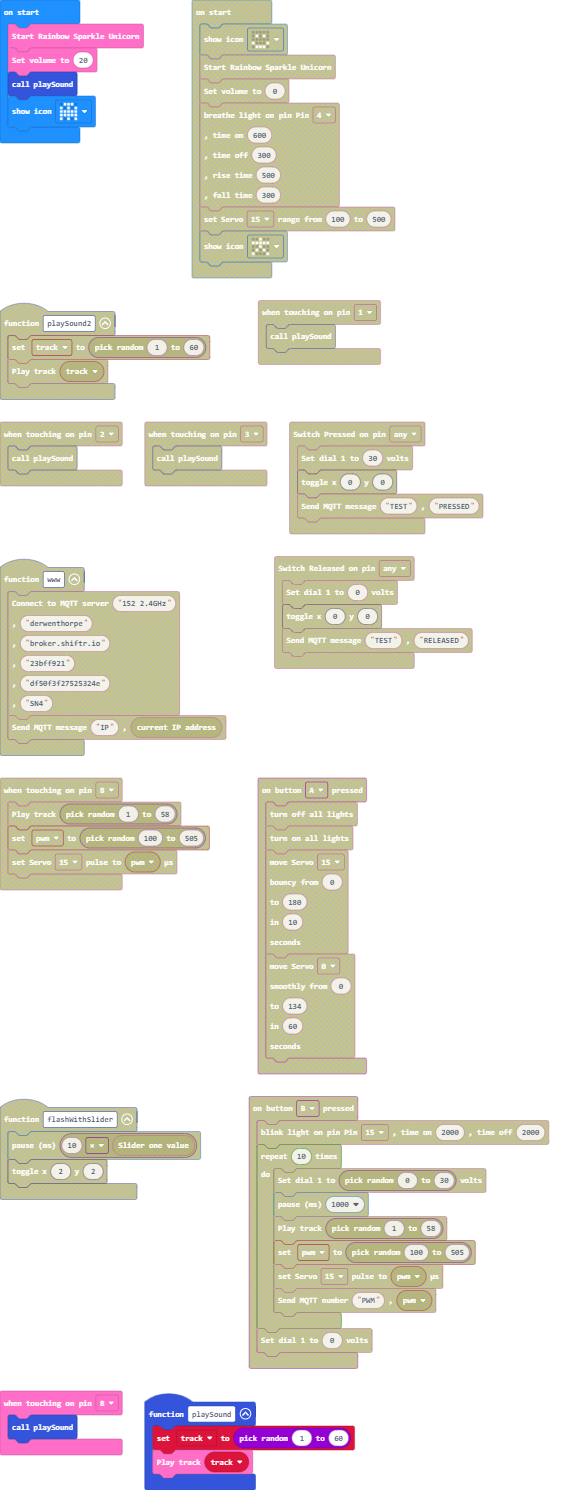 on start
Start Rainbow Sparkle Unicorn
Set volume to 20
call playSound
show icon
on start
show icon
Start Rainbow Sparkle Unicorn
Set volume to 0
breathe light on pin Pin 4
, time on 600
, time off 300
, rise time 500
, fall time 300
set Servo 15 range from 100 to 500
show icon
function playSound2
set track to pick random 1 to 60
Play track track
when touching on pin 1
call playSound
when touching on pin 2
call playSound
when touching on pin 3
call playSound
Switch Pressed on pin any
Set dial 1 to 30 volts
toggle x 0 y 0
Send MQTT message "TEST" , "PRESSED"
function www
Connect to MQTT server "152 2.4GHz"
, "derwenthorpe"
, "broker.shiftr.io"
, "23bff921"
, "df50f3f27525324e"
, "SN4"
Send MQTT message "IP" , current IP address
Switch Released on pin any
Set dial 1 to 0 volts
toggle x 0 y 0
Send MQTT message "TEST" , "RELEASED"
when touching on pin 8
Play track pick random 1 to 58
set pwm to pick random 100 to 505
set Servo 15 pulse to pwm µs
on button A pressed
turn off all lights
turn on all lights
move Servo 15
bouncy from 0
to 180
in 10
seconds
move Servo 0
smoothly from 0
to 134
in 60
seconds
function flashWithSlider
pause (ms) 10 × Slider one value
toggle x 2 y 2
on button B pressed
blink light on pin Pin 15 , time on 2000 , time off 2000
repeat 10 times
do
Set dial 1 to pick random 0 to 30 volts
pause (ms) 1000
Play track pick random 1 to 58
set pwm to pick random 100 to 505
set Servo 15 pulse to pwm µs
Send MQTT number "PWM" , pwm
Set dial 1 to 0 volts
when touching on pin 8
call playSound
function playSound
set track to pick random 1 to 60
Play track track